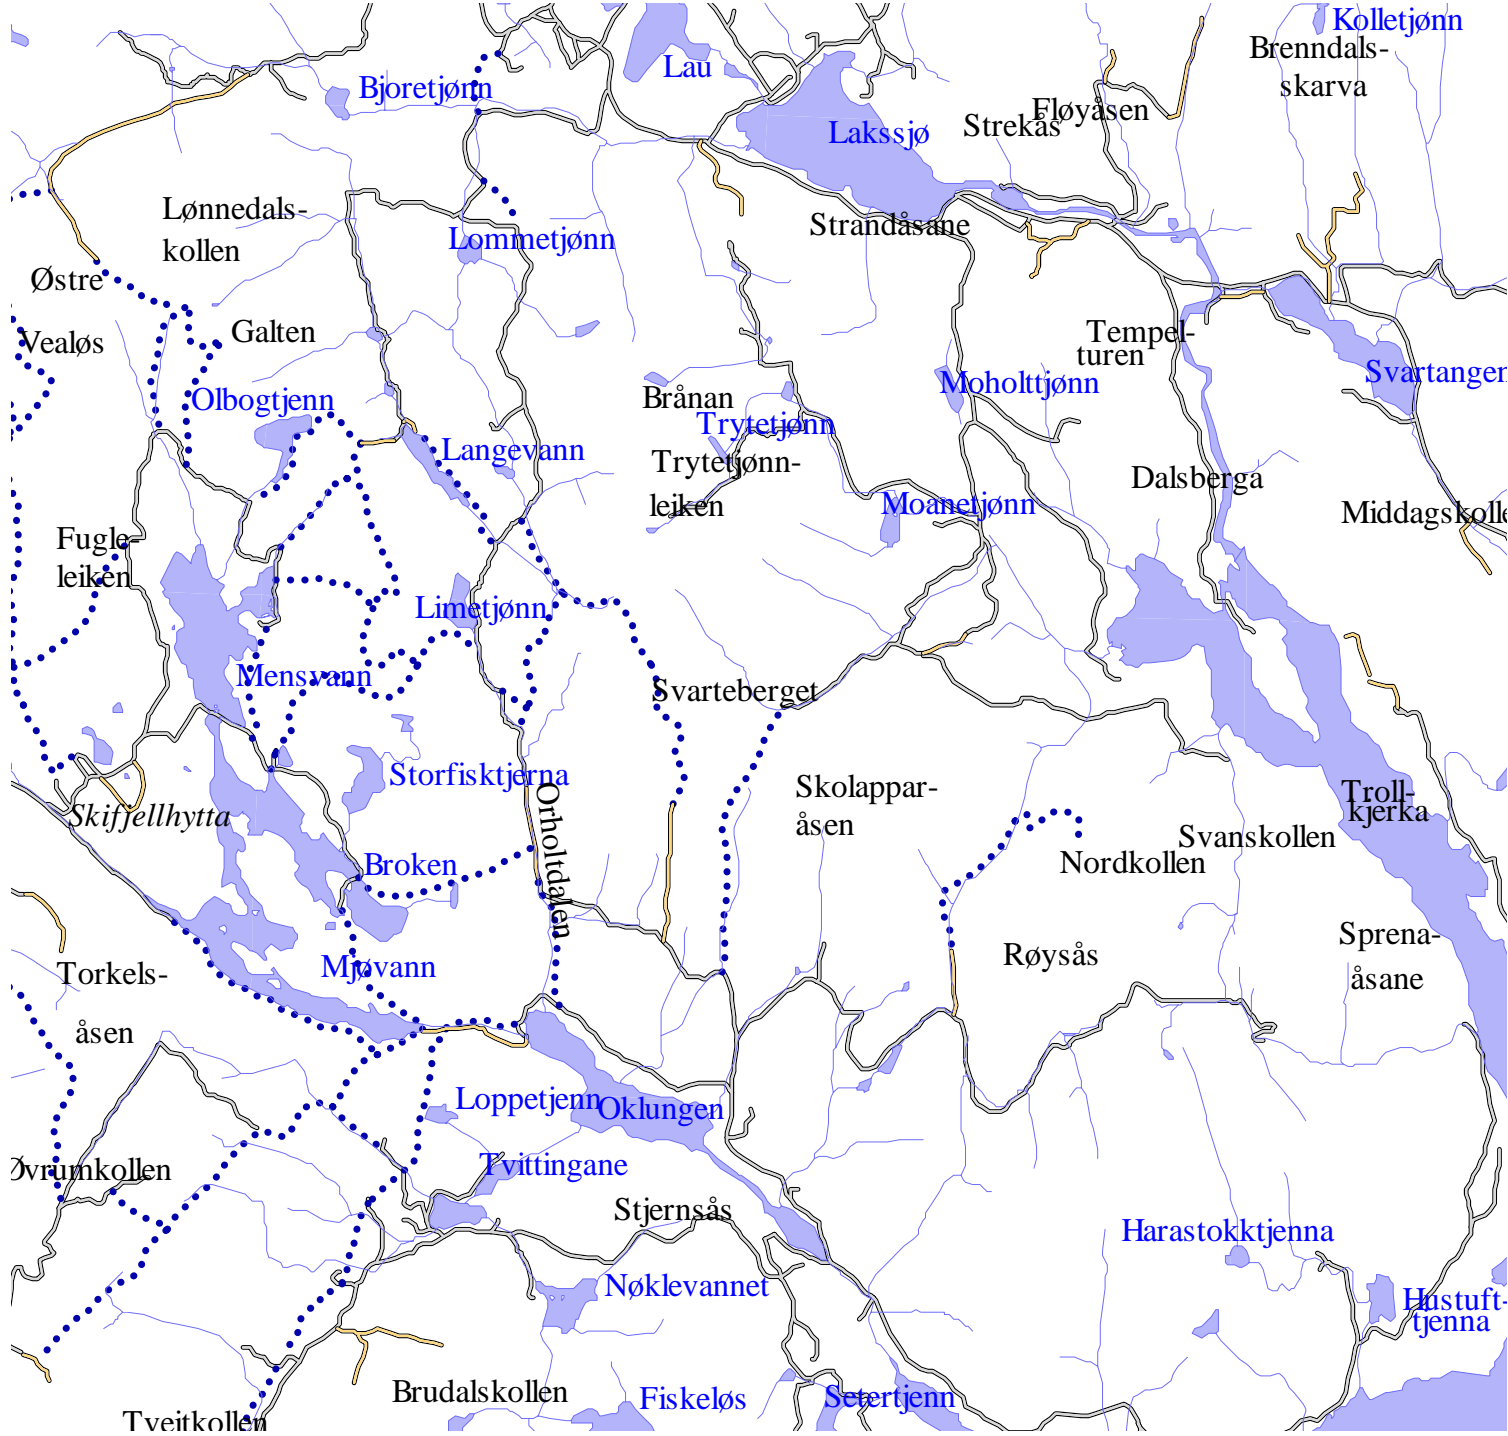 Kolletjønn
Brenndals-
skarva
Lau
Bjoretjønn
Fløyåsen
Strekås
Lakssjø
Lønnedals-
kollen
Strandåsane
Lommetjønn
Østre
Vealøs
Galten
Tempel-
turen
Svartangen
Moholttjønn
Brånan
Olbogtjenn
Trytetjønn
Langevann
Trytetjønn-
leiken
Dalsberga
Moanetjønn
Middagskolle
Fugle-
leiken
Limetjønn
Mensvann
Svarteberget
Storfisktjerna
Skolappar-
åsen
Troll-
kjerka
Skifjellhytta
Orholtdalen
Svanskollen
Nordkollen
Broken
Sprena-
åsane
Røysås
Mjøvann
Torkels-
åsen
Loppetjenn
Oklungen
Øvrumkollen
Tvittingane
Stjernsås
Harastokktjenna
Nøklevannet
Hustuft-
tjenna
Brudalskollen
Fiskeløs
Setertjenn
Tveitkollen